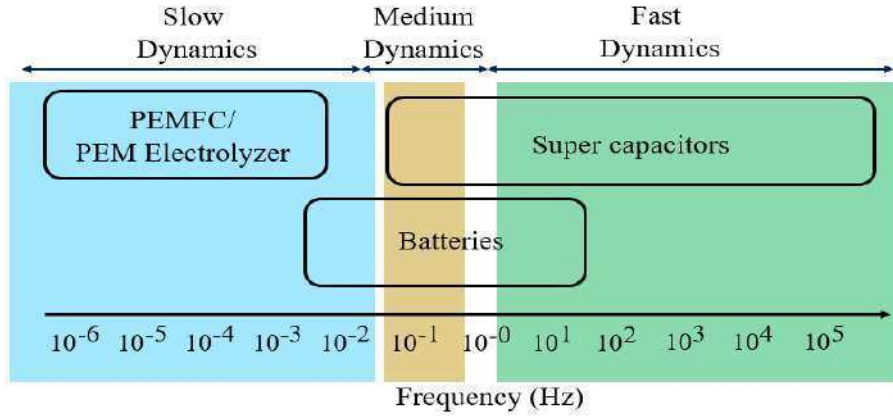 Slow
Dynamics
Medium
Dynamics
Fast
Dynamics
PEMFC/
PEM Electrolyzer
Super capacitors
Batteries
10⁻⁶ 10⁻⁵ 10⁻⁴ 10⁻³ 10⁻² 10⁻¹ 10⁻⁰ 10¹ 10² 10³ 10⁴ 10⁵
Frequency (Hz)